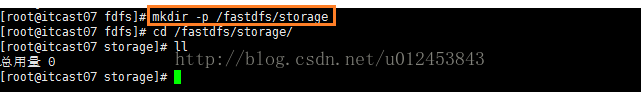 [root@itcast07 fdfs]# mkdir -p /fastdfs/storage
[root@itcast07 fdfs]# cd /fastdfs/storage/
[root@itcast07 storage]# ll
总用量 0
[root@itcast07 storage]#
http://blog.csdn.net/u012453843